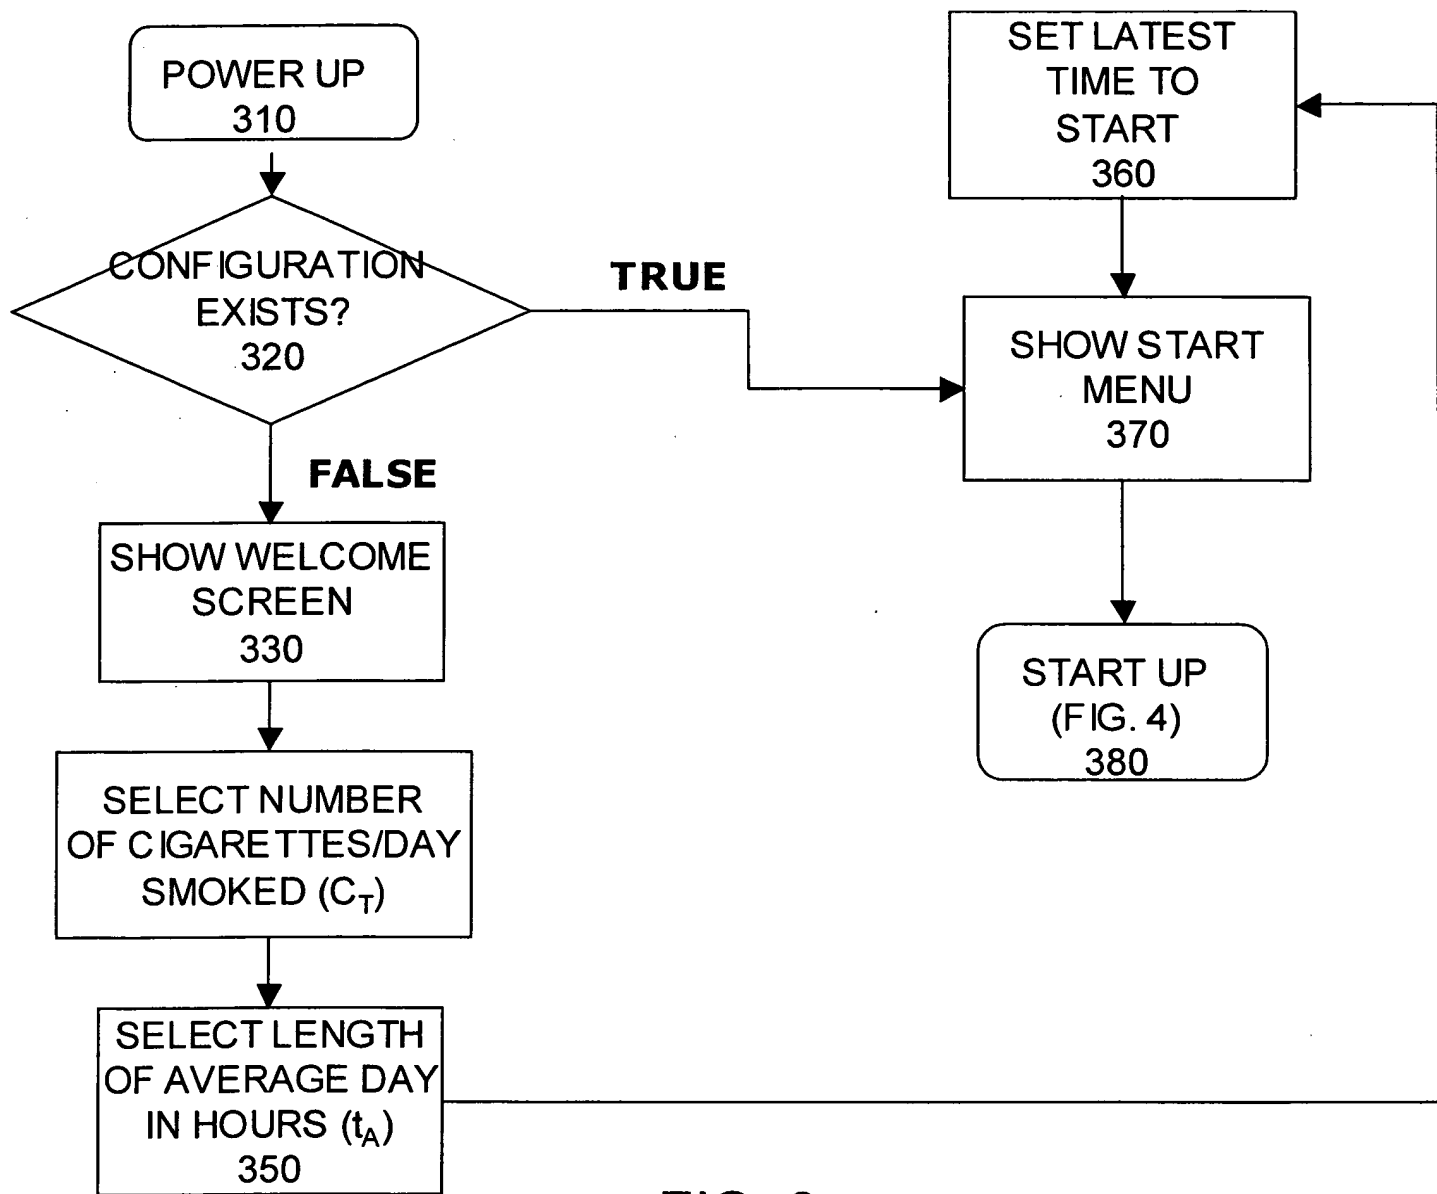 POWER UP
310
CONFIGURATION
EXISTS?
320
TRUE
FALSE
SHOW WELCOME
SCREEN
330
SELECT NUMBER
OF CIGARETTES/DAY
SMOKED (C_T)
SELECT LENGTH
OF AVERAGE DAY
IN HOURS (t_A)
350
SET LATEST
TIME TO
START
360
SHOW START
MENU
370
START UP
(FIG. 4)
380